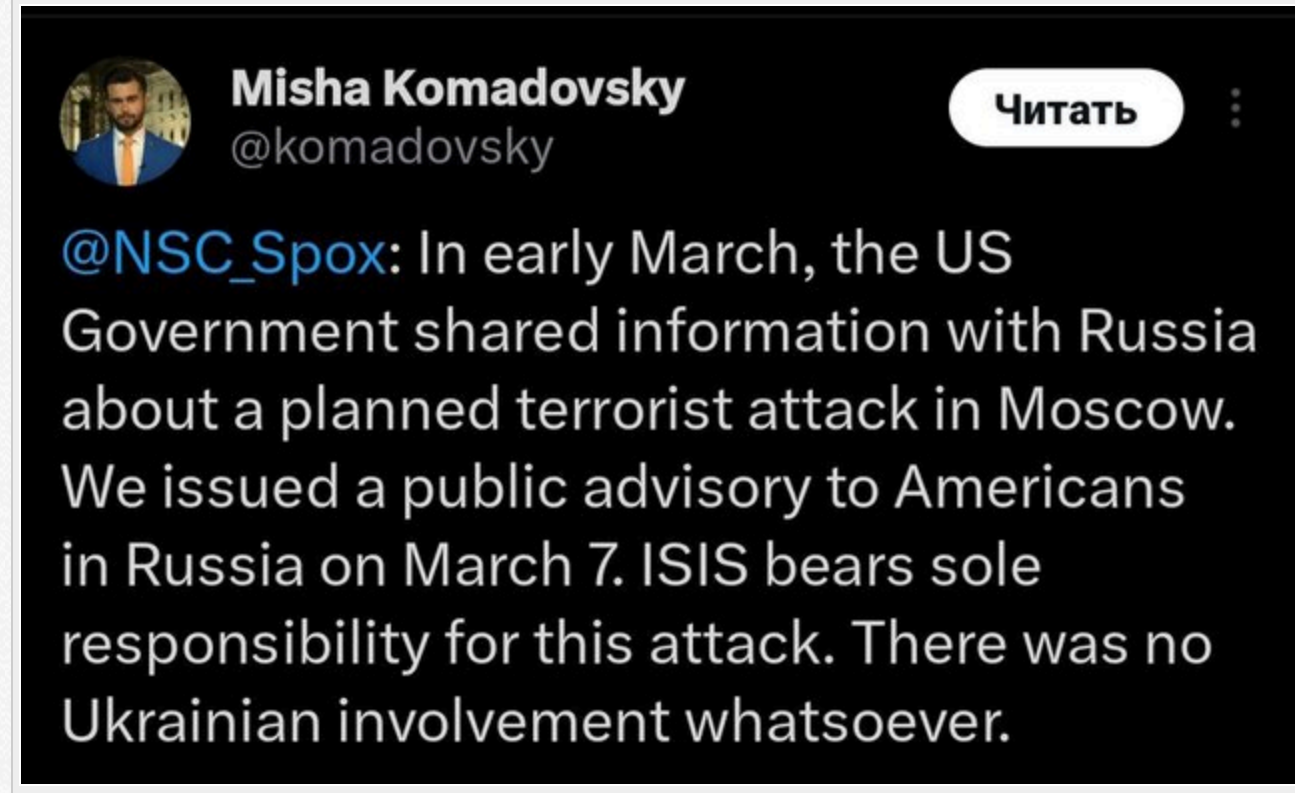 Misha Komadovsky
@komadovsky
Читать
@NSC_Spox: In early March, the US
Government shared information with Russia
about a planned terrorist attack in Moscow.
We issued a public advisory to Americans
in Russia on March 7. ISIS bears sole
responsibility for this attack. There was no
Ukrainian involvement whatsoever.